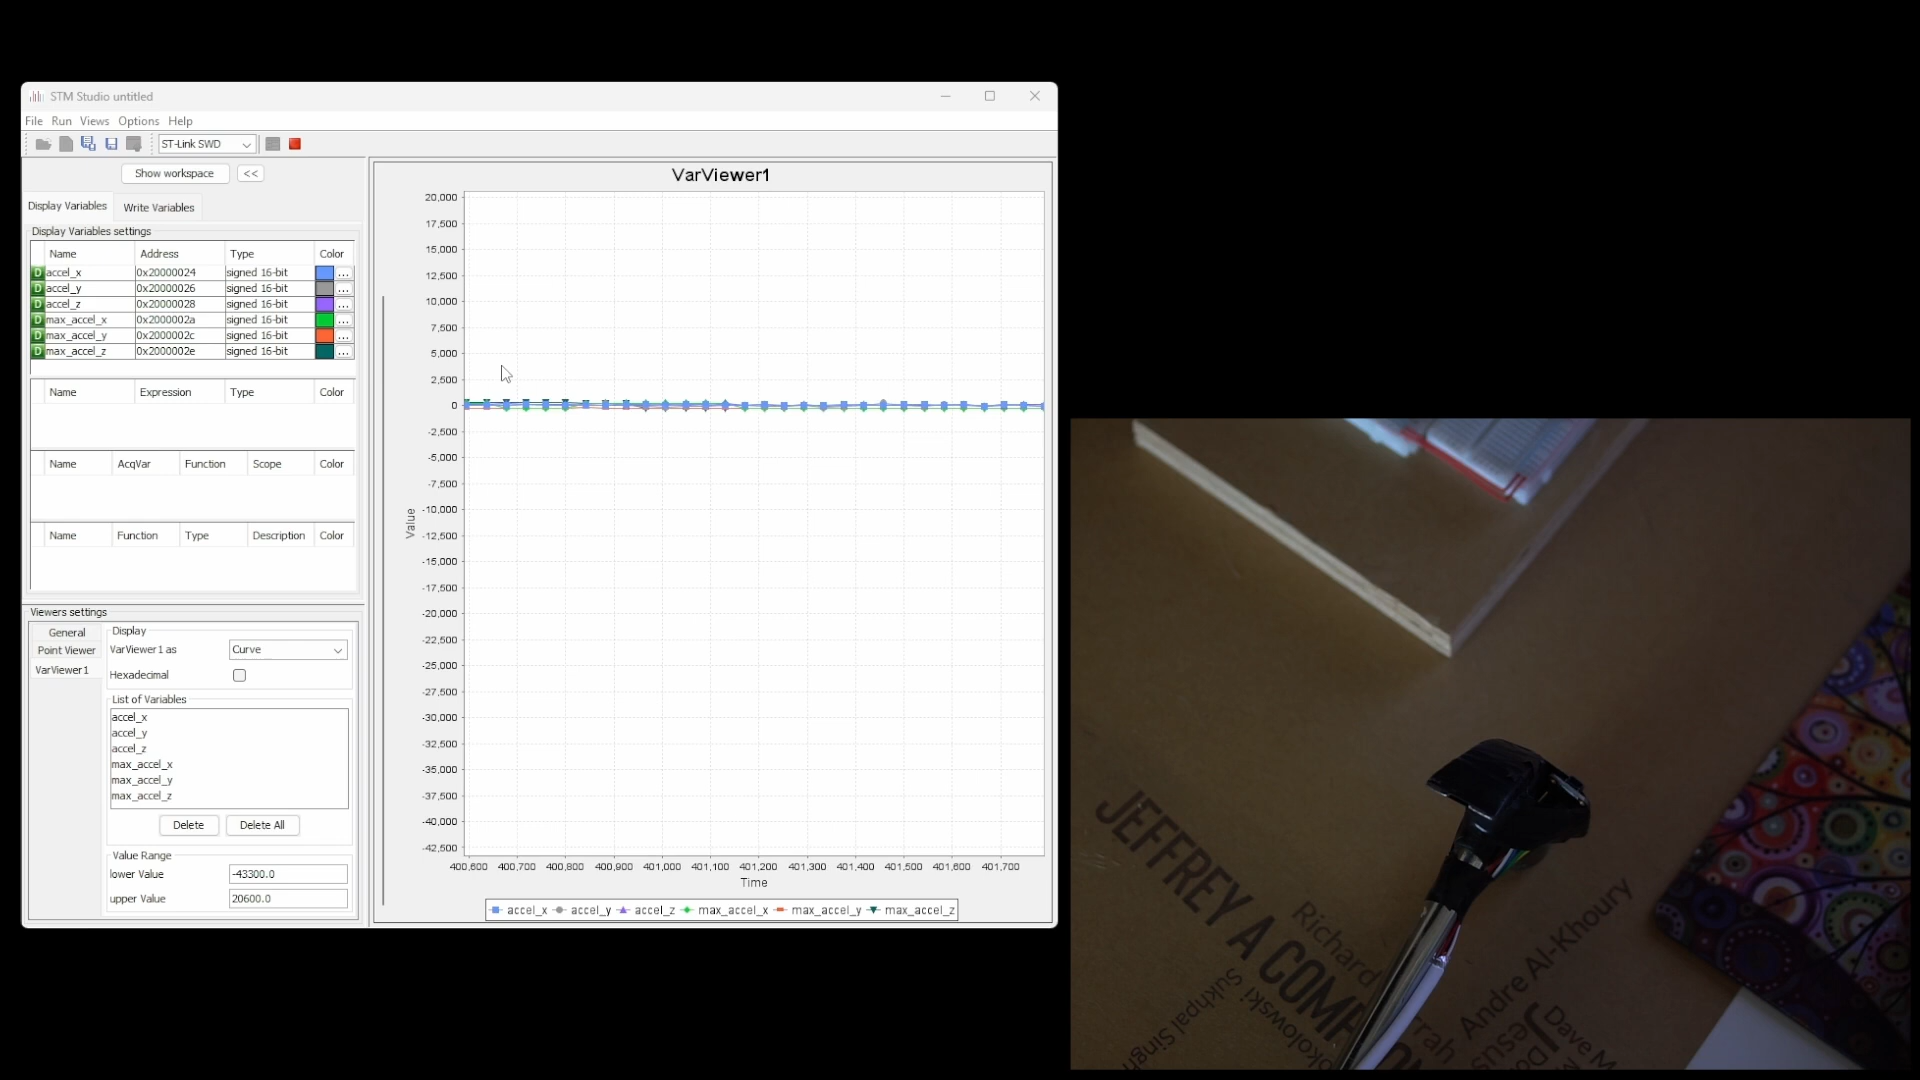 STM Studio untitled
File Run Views Options Help
ST-Link SWD
Show workspace <<
Display Variables Write Variables
Display Variables settings
Name Address Type Color
D accel_x 0x20000024 signed 16-bit ...
D accel_y 0x20000026 signed 16-bit ...
D accel_z 0x20000028 signed 16-bit ...
D max_accel_x 0x2000002a signed 16-bit ...
D max_accel_y 0x2000002c signed 16-bit ...
D max_accel_z 0x2000002e signed 16-bit ...
Name Expression Type Color
Name AcqVar Function Scope Color
Name Function Type Description Color
Viewers settings
General
Point Viewer
VarViewer1
Display
VarViewer1 as Curve
Hexadecimal
List of Variables
accel_x
accel_y
accel_z
max_accel_x
max_accel_y
max_accel_z
Delete Delete All
Value Range
lower Value -43300.0
upper Value 20600.0
VarViewer1
20,000
17,500
15,000
12,500
10,000
7,500
5,000
2,500
0
-2,500
-5,000
-7,500
-10,000
-12,500
-15,000
-17,500
-20,000
-22,500
-25,000
-27,500
-30,000
-32,500
-35,000
-37,500
-40,000
-42,500
Value
400,600 400,700 400,800 400,900 401,000 401,100 401,200 401,300 401,400 401,500 401,600 401,700
Time
accel_x accel_y accel_z max_accel_x max_accel_y max_accel_z
JEFFREY A COMP
Richard
Andre Al-Khoury
okolowski
Sukhpal Singh
rrah
Jesus
Dave M
Do